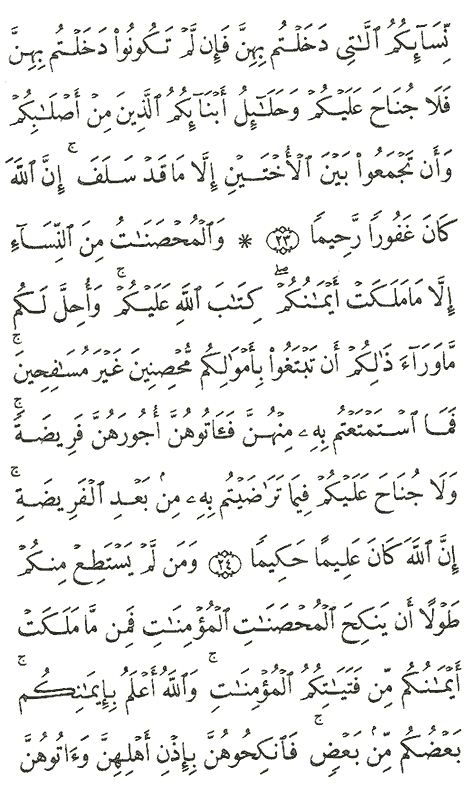 نِّسَآئِكُمُ ٱلَّٰتِى دَخَلْتُم بِهِنَّ فَإِن لَّمْ تَكُونُوا۟ دَخَلْتُم بِهِنَّ
فَلَا جُنَاحَ عَلَيْكُمْ وَحَلَٰٓئِلُ أَبْنَآئِكُمُ ٱلَّذِينَ مِنْ أَصْلَٰبِكُمْ
وَأَن تَجْمَعُوا۟ بَيْنَ ٱلْأُخْتَيْنِ إِلَّا مَا قَدْ سَلَفَ ۚ إِنَّ ٱللَّهَ
كَانَ غَفُورًا رَّحِيمًا ٢٣ * وَٱلْمُحْصَنَٰتُ مِنَ ٱلنِّسَآءِ
إِلَّا مَا مَلَكَتْ أَيْمَٰنُكُمْ ۖ كِتَٰبَ ٱللَّهِ عَلَيْكُمْ ۚ وَأُحِلَّ لَكُم
مَّا وَرَآءَ ذَٰلِكُمْ أَن تَبْتَغُوا۟ بِأَمْوَٰلِكُم مُّحْصِنِينَ غَيْرَ مُسَٰفِحِينَ ۚ
فَمَا ٱسْتَمْتَعْتُم بِهِۦ مِنْهُنَّ فَـَٔاتُوهُنَّ أُجُورَهُنَّ فَرِيضَةً ۚ
وَلَا جُنَاحَ عَلَيْكُمْ فِيمَا تَرَٰضَيْتُم بِهِۦ مِنۢ بَعْدِ ٱلْفَرِيضَةِ ۚ
إِنَّ ٱللَّهَ كَانَ عَلِيمًا حَكِيمًا ٢٤ وَمَن لَّمْ يَسْتَطِعْ مِنكُمْ
طَوْلًا أَن يَنكِحَ ٱلْمُحْصَنَٰتِ ٱلْمُؤْمِنَٰتِ فَمِن مَّا مَلَكَتْ
أَيْمَٰنُكُم مِّن فَتَيَٰتِكُمُ ٱلْمُؤْمِنَٰتِ ۚ وَٱللَّهُ أَعْلَمُ بِإِيمَٰنِكُم ۚ
بَعْضُكُم مِّنۢ بَعْضٍ ۚ فَٱنكِحُوهُنَّ بِإِذْنِ أَهْلِهِنَّ وَءَاتُوهُنَّ